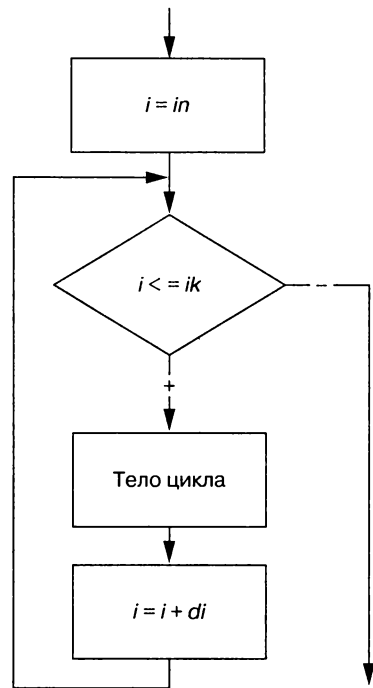 i = in
i < = ik
–
+
Тело цикла
i = i + di